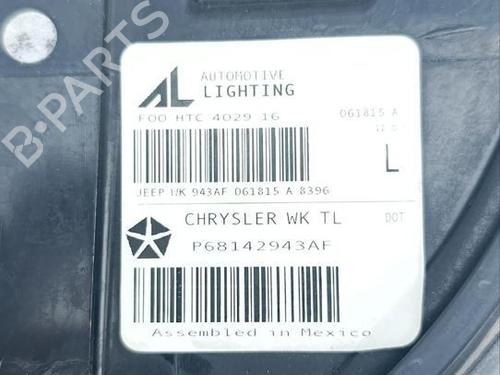 B-PARTS
AL AUTOMOTIVE LIGHTING
F00 HTC 4029 16
061815 A
L
JEEP WK 943AF 061815 A 8396
CHRYSLER WK TL DOT
P68142943AF
Assembled in Mexico